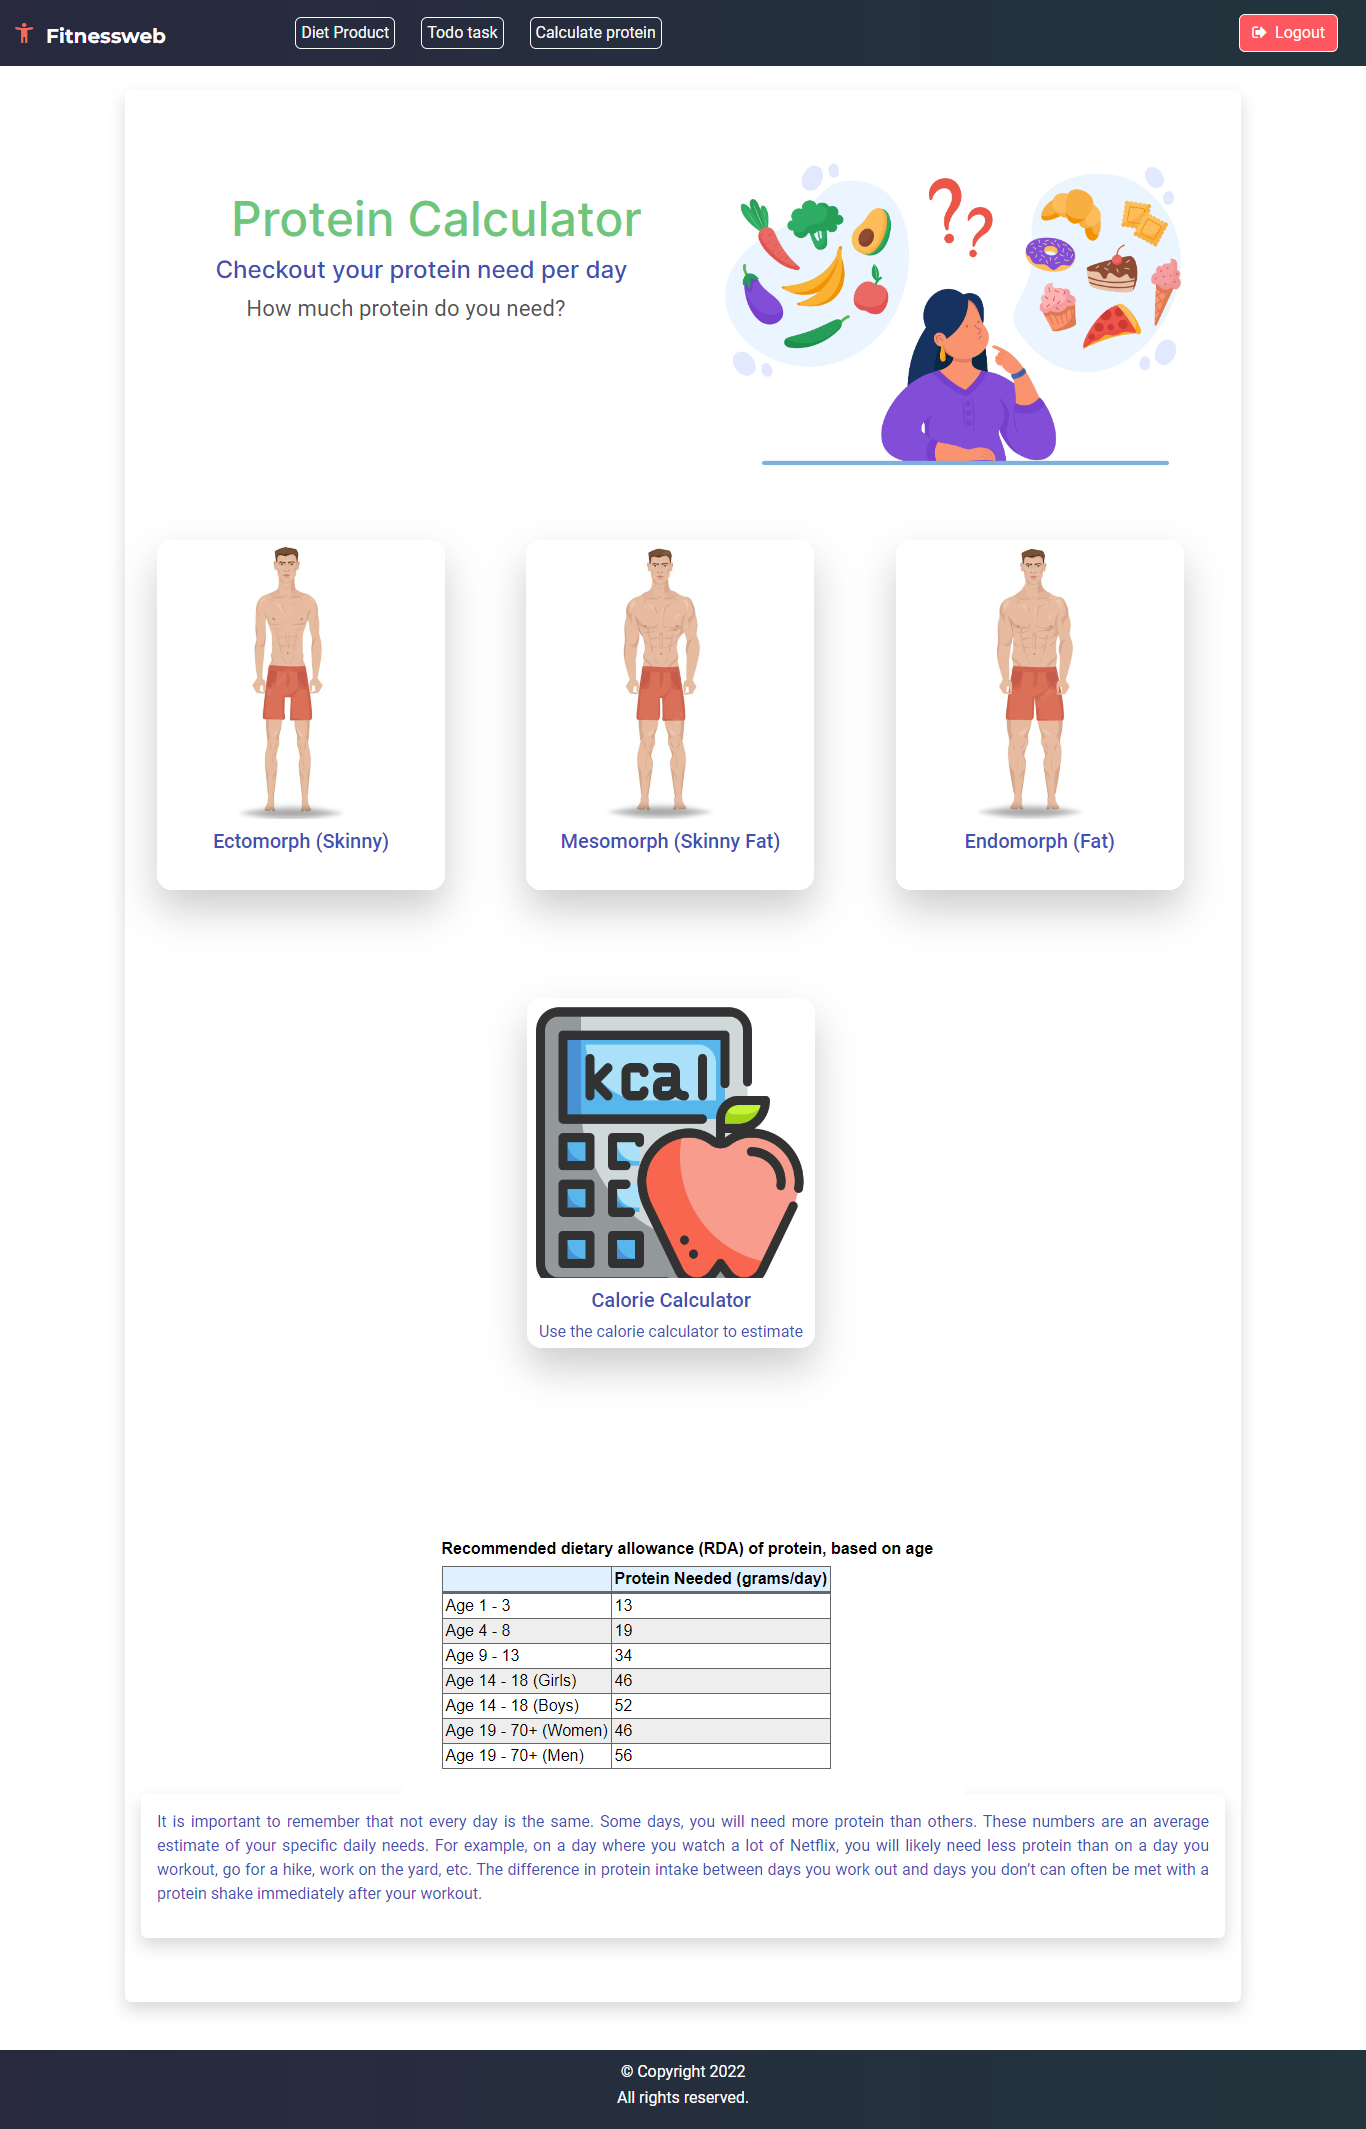 Fitnessweb
Diet Product
Todo task
Calculate protein
Logout
Protein Calculator
Checkout your protein need per day
How much protein do you need?
??
Ectomorph (Skinny)
Mesomorph (Skinny Fat)
Endomorph (Fat)
kcal
Calorie Calculator
Use the calorie calculator to estimate
Recommended dietary allowance (RDA) of protein, based on age
Protein Needed (grams/day)
Age 1 - 3 13
Age 4 - 8 19
Age 9 - 13 34
Age 14 - 18 (Girls) 46
Age 14 - 18 (Boys) 52
Age 19 - 70+ (Women) 46
Age 19 - 70+ (Men) 56
It is important to remember that not every day is the same. Some days, you will need more protein than others. These numbers are an average
estimate of your specific daily needs. For example, on a day where you watch a lot of Netflix, you will likely need less protein than on a day you
workout, go for a hike, work on the yard, etc. The difference in protein intake between days you work out and days you don’t can often be met with a
protein shake immediately after your workout.
© Copyright 2022
All rights reserved.